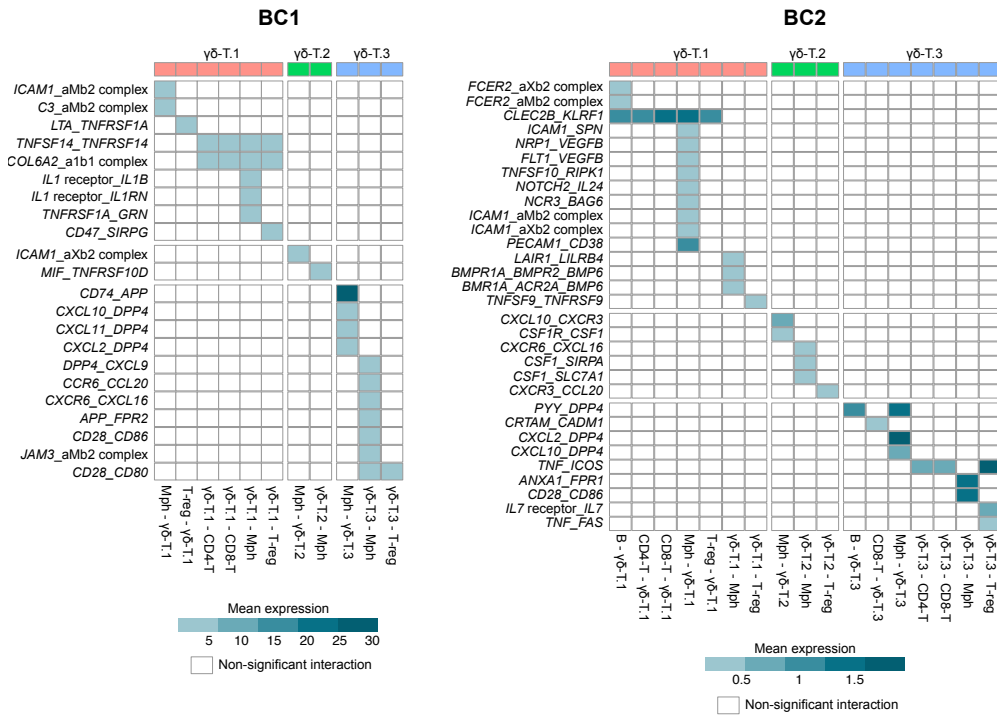 BC1
γδ-T.1
γδ-T.2
γδ-T.3
ICAM1_aMb2 complex
C3_aMb2 complex
LTA_TNFRSF1A
TNFSF14_TNFRSF14
COL6A2_a1b1 complex
IL1 receptor_IL1B
IL1 receptor_IL1RN
TNFRSF1A_GRN
CD47_SIRPG
ICAM1_aXb2 complex
MIF_TNFRSF10D
CD74_APP
CXCL10_DPP4
CXCL11_DPP4
CXCL2_DPP4
DPP4_CXCL9
CCR6_CCL20
CXCR6_CXCL16
APP_FPR2
CD28_CD86
JAM3_aMb2 complex
CD28_CD80
Mph - γδ-T.1
T-reg - γδ-T.1
γδ-T.1 - CD4-T
γδ-T.1 - CD8-T
γδ-T.1 - Mph
γδ-T.1 - T-reg
Mph - γδ-T.2
γδ-T.2 - Mph
Mph - γδ-T.3
γδ-T.3 - Mph
γδ-T.3 - T-reg
Mean expression
5 10 15 20 25 30
Non-significant interaction
BC2
γδ-T.1
γδ-T.2
γδ-T.3
FCER2_aXb2 complex
FCER2_aMb2 complex
CLEC2B_KLRF1
ICAM1_SPN
NRP1_VEGFB
FLT1_VEGFB
TNFSF10_RIPK1
NOTCH2_IL24
NCR3_BAG6
ICAM1_aMb2 complex
ICAM1_aXb2 complex
PECAM1_CD38
LAIR1_LILRB4
BMPR1A_BMPR2_BMP6
BMR1A_ACR2A_BMP6
TNFSF9_TNFRSF9
CXCL10_CXCR3
CSF1R_CSF1
CXCR6_CXCL16
CSF1_SIRPA
CSF1_SLC7A1
CXCR3_CCL20
PYY_DPP4
CRTAM_CADM1
CXCL2_DPP4
CXCL10_DPP4
TNF_ICOS
ANXA1_FPR1
CD28_CD86
IL7 receptor_IL7
TNF_FAS
B - γδ-T.1
CD4-T - γδ-T.1
CD8-T - γδ-T.1
Mph - γδ-T.1
T-reg - γδ-T.1
γδ-T.1 - Mph
γδ-T.1 - T-reg
Mph - γδ-T.2
γδ-T.2 - Mph
γδ-T.2 - T-reg
B - γδ-T.3
CD8-T - γδ-T.3
Mph - γδ-T.3
γδ-T.3 - CD4-T
γδ-T.3 - CD8-T
γδ-T.3 - Mph
γδ-T.3 - T-reg
Mean expression
0.5 1 1.5
Non-significant interaction